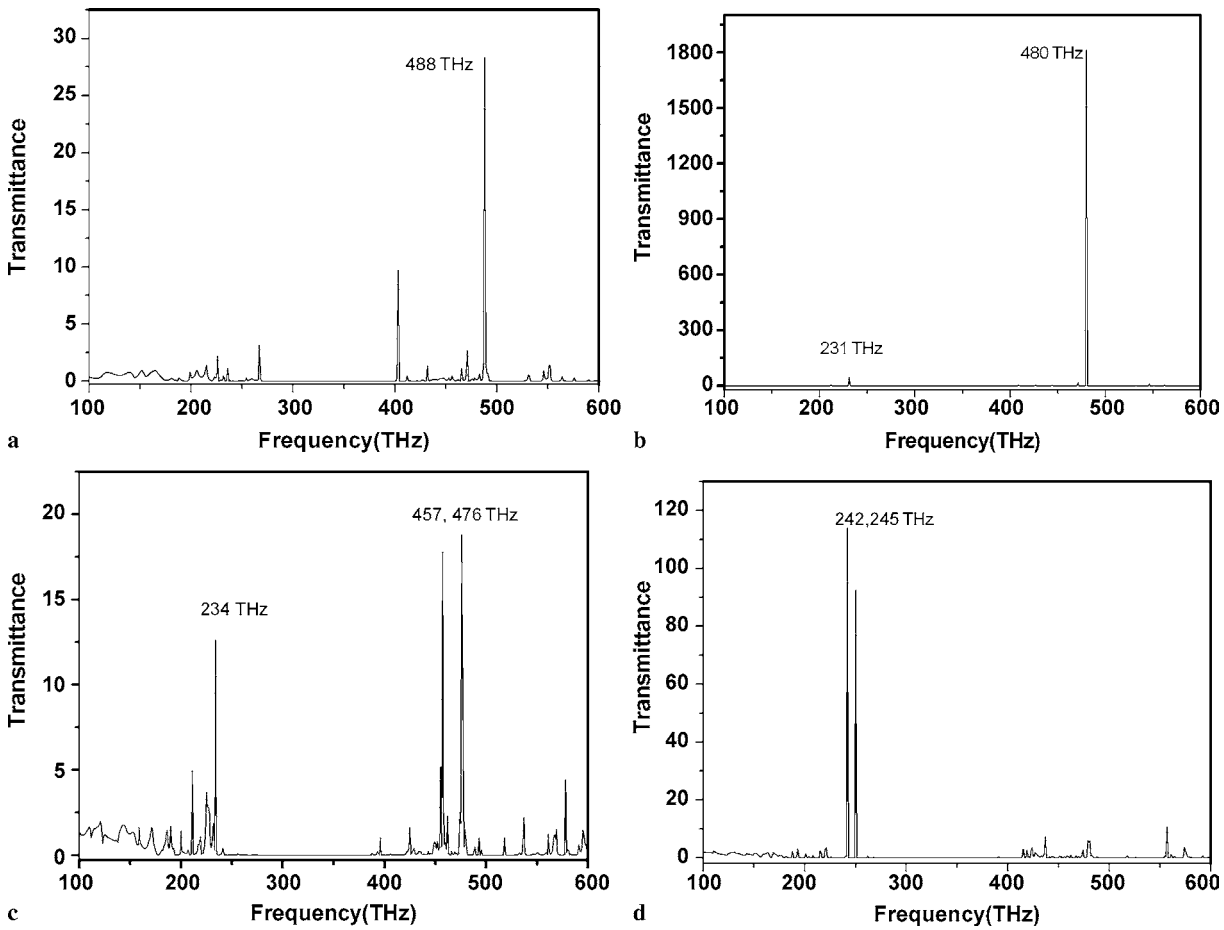 30
25
20
15
10
5
0
Transmittance
488 THz
100 200 300 400 500 600
Frequency(THz)
a
1800
1500
1200
900
600
300
0
Transmittance
480 THz
231 THz
100 200 300 400 500 600
Frequency(THz)
b
20
15
10
5
0
Transmittance
457, 476 THz
234 THz
100 200 300 400 500 600
Frequency(THz)
c
120
100
80
60
40
20
0
Transmittance
242,245 THz
100 200 300 400 500 600
Frequency(THz)
d